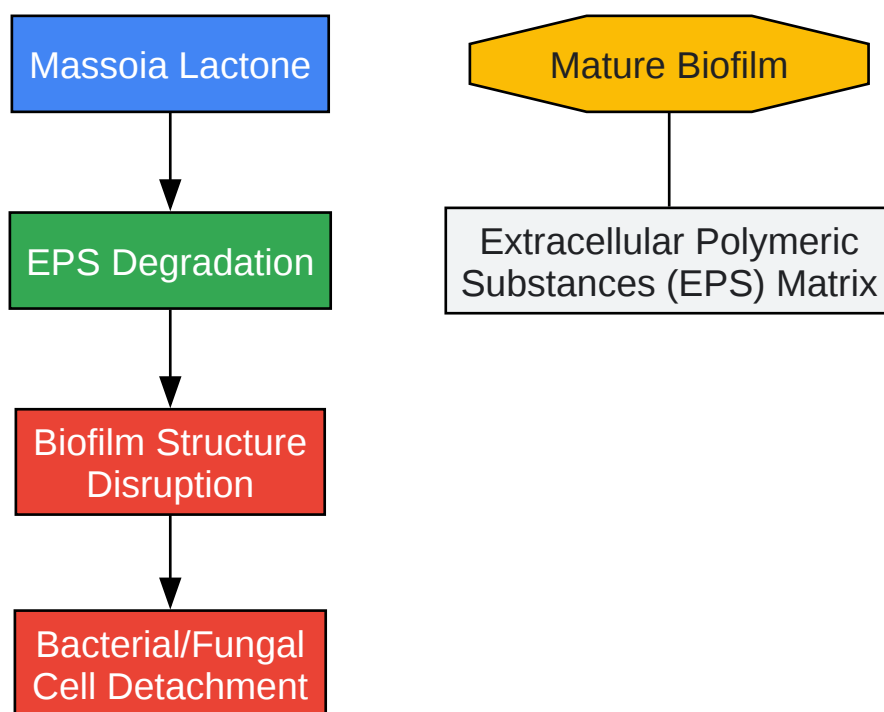 Massoia Lactone
Mature Biofilm
EPS Degradation
Extracellular Polymeric
Substances (EPS) Matrix
Biofilm Structure
Disruption
Bacterial/Fungal
Cell Detachment